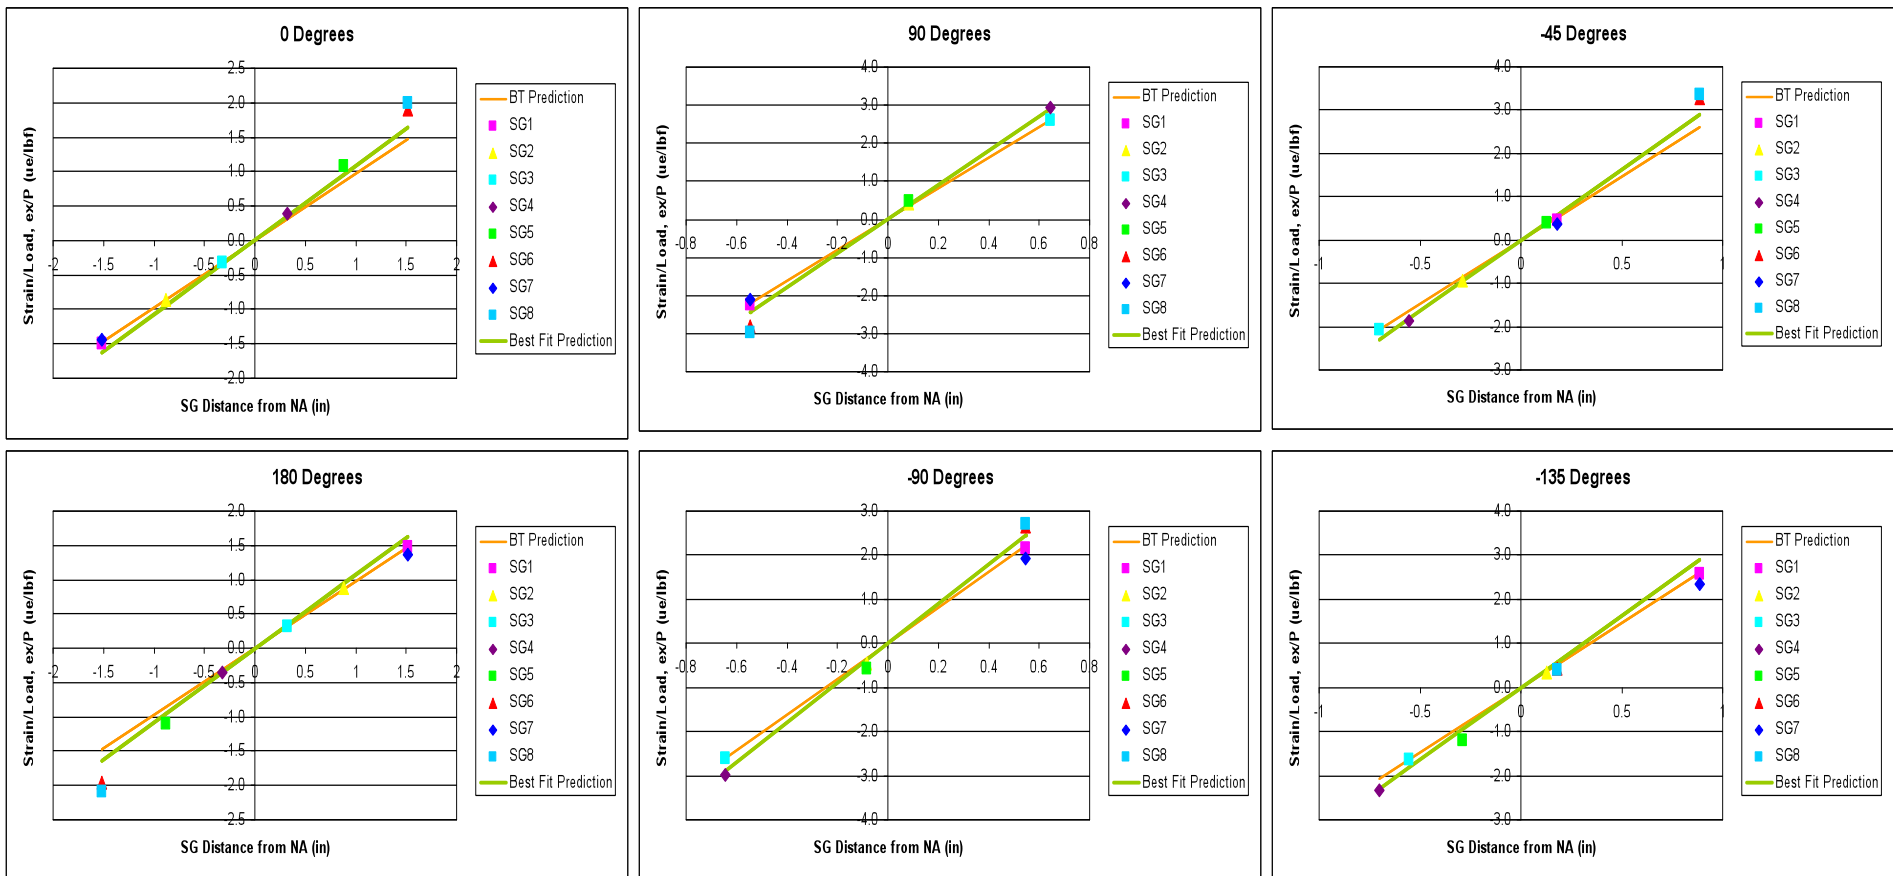 0 Degrees
2.5
2.0
1.5
1.0
0.5
0.0
-2 -1.5 -1 -0.5 0 0.5 1 1.5 2
-0.5
-1.0
-1.5
-2.0
Strain/Load, ex/P (ue/lbf)
SG Distance from NA (in)
BT Prediction
SG1
SG2
SG3
SG4
SG5
SG6
SG7
SG8
Best Fit Prediction
90 Degrees
4.0
3.0
2.0
1.0
0.0
-0.8 -0.6 -0.4 -0.2 0 0.2 0.4 0.6 0.8
-1.0
-2.0
-3.0
-4.0
Strain/Load, ex/P (ue/lbf)
SG Distance from NA (in)
BT Prediction
SG1
SG2
SG3
SG4
SG5
SG6
SG7
SG8
Best Fit Prediction
-45 Degrees
4.0
3.0
2.0
1.0
0.0
-1 -0.5 0 0.5 1
-1.0
-2.0
-3.0
Strain/Load, ex/P (ue/lbf)
SG Distance from NA (in)
BT Prediction
SG1
SG2
SG3
SG4
SG5
SG6
SG7
SG8
Best Fit Prediction
180 Degrees
2.0
1.5
1.0
0.5
0.0
-2 -1.5 -1 -0.5 0 0.5 1 1.5 2
-0.5
-1.0
-1.5
-2.0
-2.5
Strain/Load, ex/P (ue/lbf)
SG Distance from NA (in)
BT Prediction
SG1
SG2
SG3
SG4
SG5
SG6
SG7
SG8
Best Fit Prediction
-90 Degrees
3.0
2.0
1.0
0.0
-0.8 -0.6 -0.4 -0.2 0 0.2 0.4 0.6 0.8
-1.0
-2.0
-3.0
-4.0
Strain/Load, ex/P (ue/lbf)
SG Distance from NA (in)
BT Prediction
SG1
SG2
SG3
SG4
SG5
SG6
SG7
SG8
Best Fit Prediction
-135 Degrees
4.0
3.0
2.0
1.0
0.0
-1 -0.5 0 0.5 1
-1.0
-2.0
-3.0
Strain/Load, ex/P (ue/lbf)
SG Distance from NA (in)
BT Prediction
SG1
SG2
SG3
SG4
SG5
SG6
SG7
SG8
Best Fit Prediction